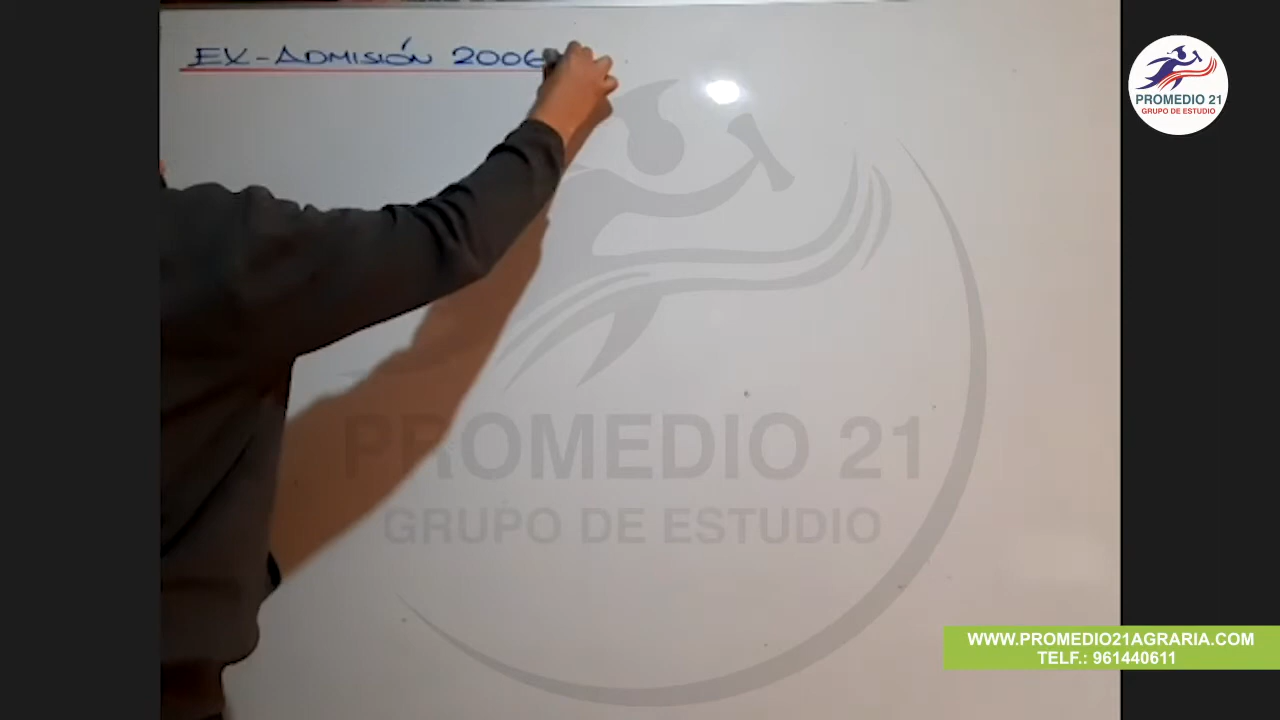 EX-ADMISIÓN 2006
PROMEDIO 21
GRUPO DE ESTUDIO
PROMEDIO 21
GRUPO DE ESTUDIO
WWW.PROMEDIO21AGRARIA.COM
TELF.: 961440611